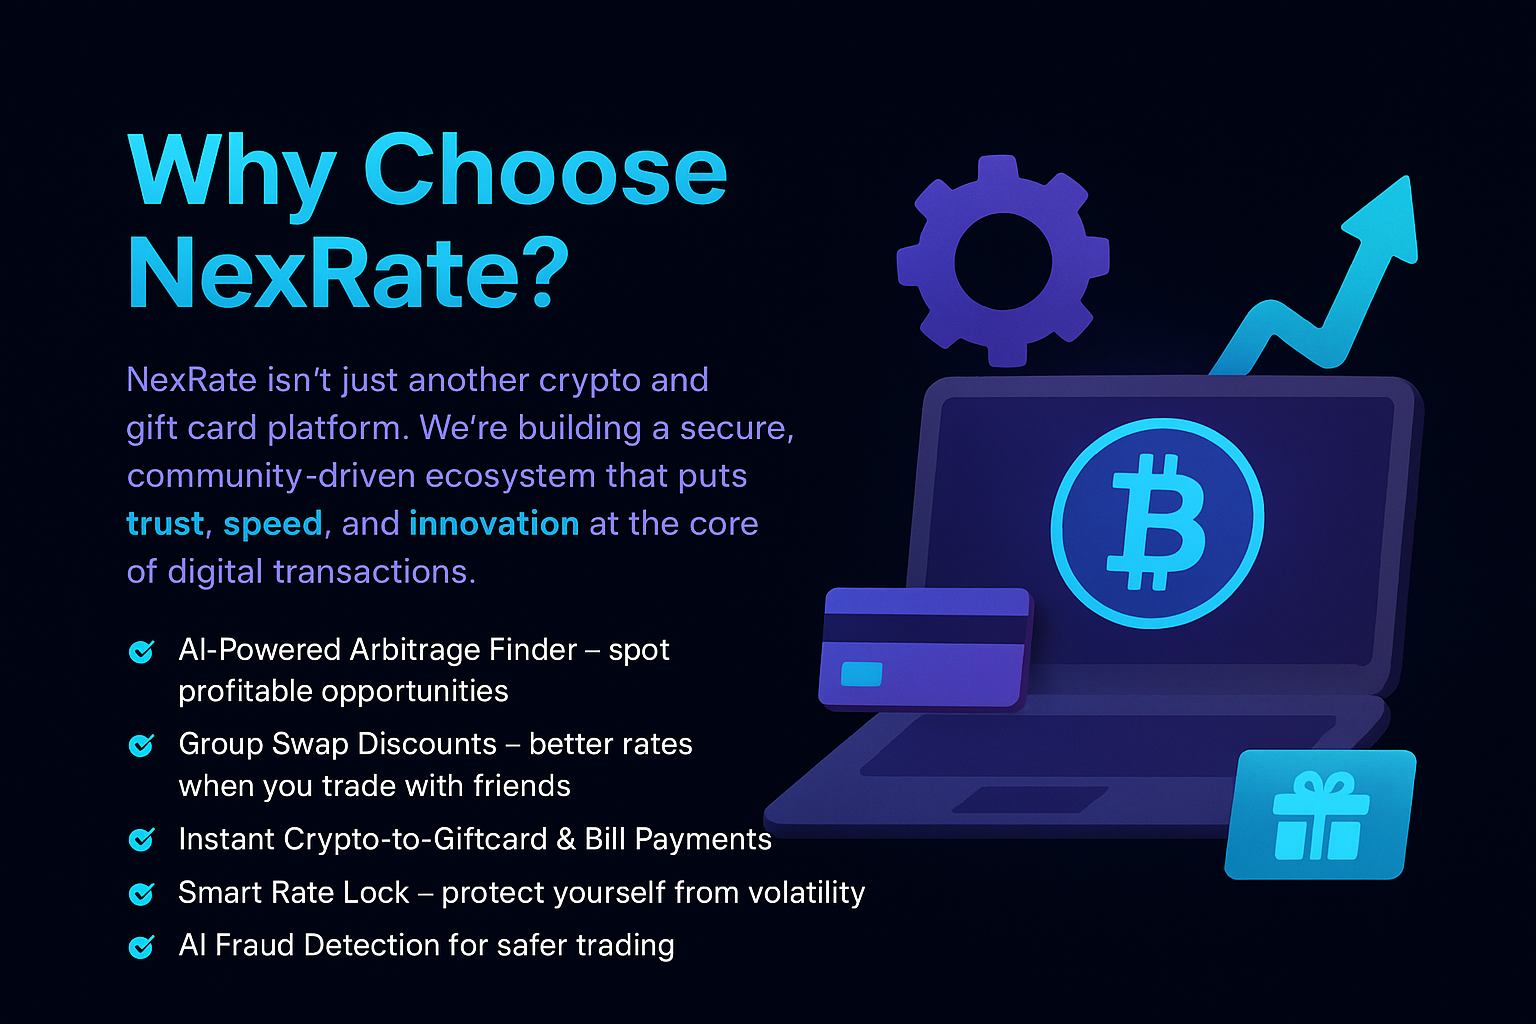 Why Choose
NexRate?
NexRate isn't just another crypto and
gift card platform. We're building a secure,
community-driven ecosystem that puts
trust, speed, and innovation at the core
of digital transactions.
AI-Powered Arbitrage Finder – spot
profitable opportunities
Group Swap Discounts – better rates
when you trade with friends
Instant Crypto-to-Giftcard & Bill Payments
Smart Rate Lock – protect yourself from volatility
AI Fraud Detection for safer trading